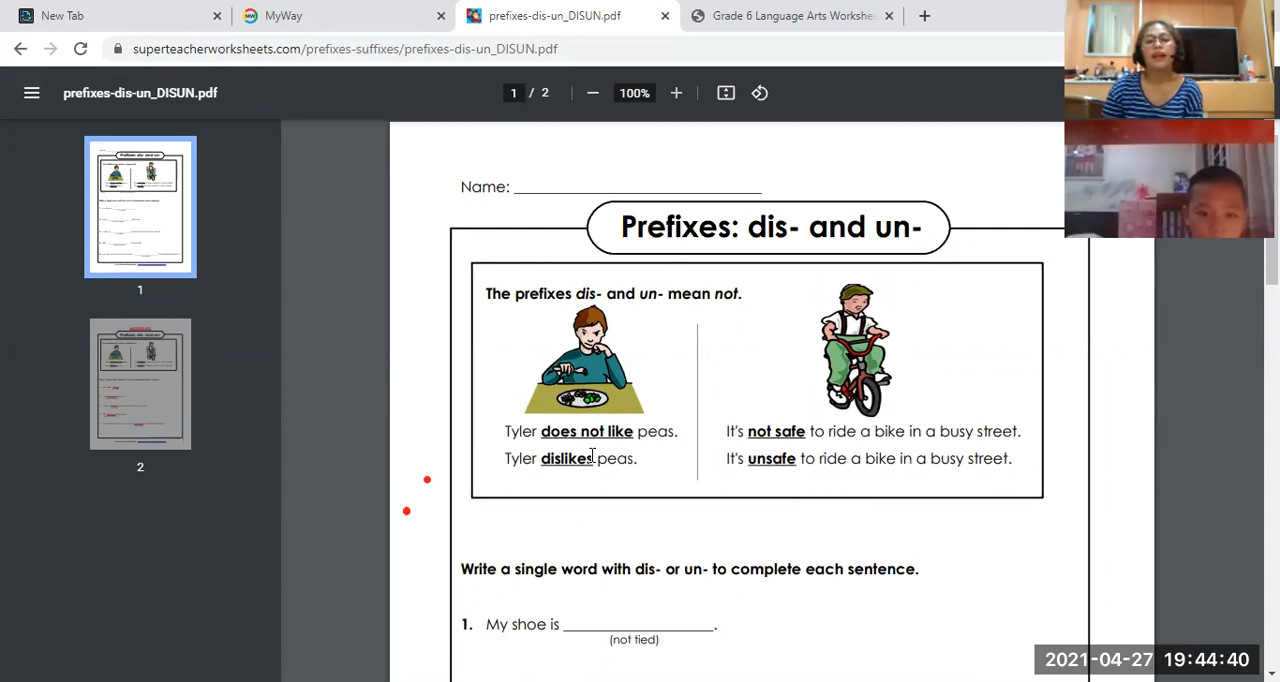 New Tab
MyWay
prefixes-dis-un_DISUN.pdf
Grade 6 Language Arts Workshe
superteacherworksheets.com/prefixes-suffixes/prefixes-dis-un_DISUN.pdf
prefixes-dis-un_DISUN.pdf
1 / 2
100%
1
2
Name: ____________________________
Prefixes: dis- and un-
The prefixes dis- and un- mean not.
Tyler does not like peas.
Tyler dislikes peas.
It's not safe to ride a bike in a busy street.
It's unsafe to ride a bike in a busy street.
Write a single word with dis- or un- to complete each sentence.
1. My shoe is _________________.
(not tied)
2021-04-27 19:44:40